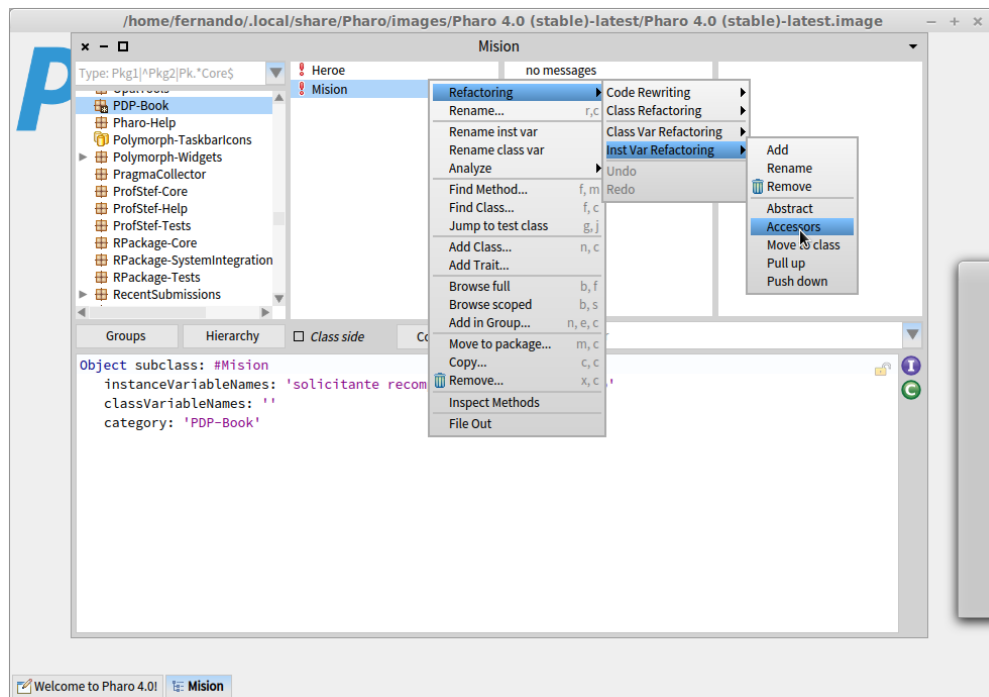 /home/fernando/.local/share/Pharo/images/Pharo 4.0 (stable)-latest/Pharo 4.0 (stable)-latest.image
Mision
Type: Pkg1|^Pkg2|Pk.*Core$
PDP-Book
Pharo-Help
Polymorph-TaskbarIcons
Polymorph-Widgets
PragmaCollector
ProfStef-Core
ProfStef-Help
ProfStef-Tests
RPackage-Core
RPackage-SystemIntegration
RPackage-Tests
RecentSubmissions
Heroe
Mision
no messages
Refactoring
Rename... r,c
Rename inst var
Rename class var
Analyze
Find Method... f, m
Find Class... f, c
Jump to test class g, j
Add Class... n, c
Add Trait...
Browse full b, f
Browse scoped b, s
Add in Group... n, e, c
Move to package... m, c
Copy... c, c
Remove... x, c
Inspect Methods
File Out
Code Rewriting
Class Refactoring
Class Var Refactoring
Inst Var Refactoring
Undo
Redo
Add
Rename
Remove
Abstract
Accessors
Move to class
Pull up
Push down
Groups
Hierarchy
Class side
Object subclass: #Mision
instanceVariableNames: 'solicitante recom
classVariableNames: ''
category: 'PDP-Book'
Welcome to Pharo 4.0!
Mision